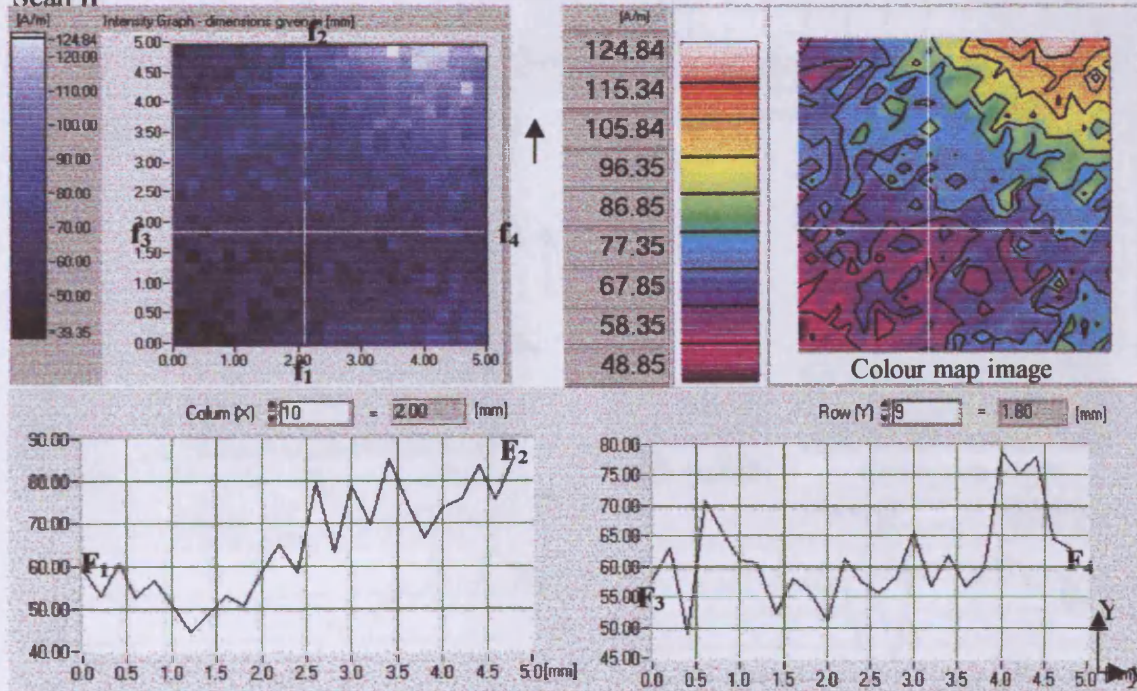 Scan II
[A/m]
Intensity Graph - dimensions given [mm]
f2
-124.84
-120.00
-110.00
-100.00
-90.00
-80.00
-70.00
-60.00
-50.00
-39.35
5.00
4.50
4.00
3.50
3.00
2.50
2.00
1.50
1.00
0.50
0.00
f3
f4
0.00 1.00 2.00 3.00 4.00 5.00
f1
[A/m]
124.84
115.34
105.84
96.35
86.85
77.35
67.85
58.35
48.85
Colour map image
Colum (X) 10 = 2.00 [mm]
90.00
80.00
70.00
60.00
50.00
40.00
F1
F2
0.0 0.5 1.0 1.5 2.0 2.5 3.0 3.5 4.0 4.5 5.0[mm]
Row (Y) 9 = 1.80 [mm]
80.00
75.00
70.00
65.00
60.00
55.00
50.00
45.00
F3
F4
Y
0.0 0.5 1.0 1.5 2.0 2.5 3.0 3.5 4.0 4.5 5.0